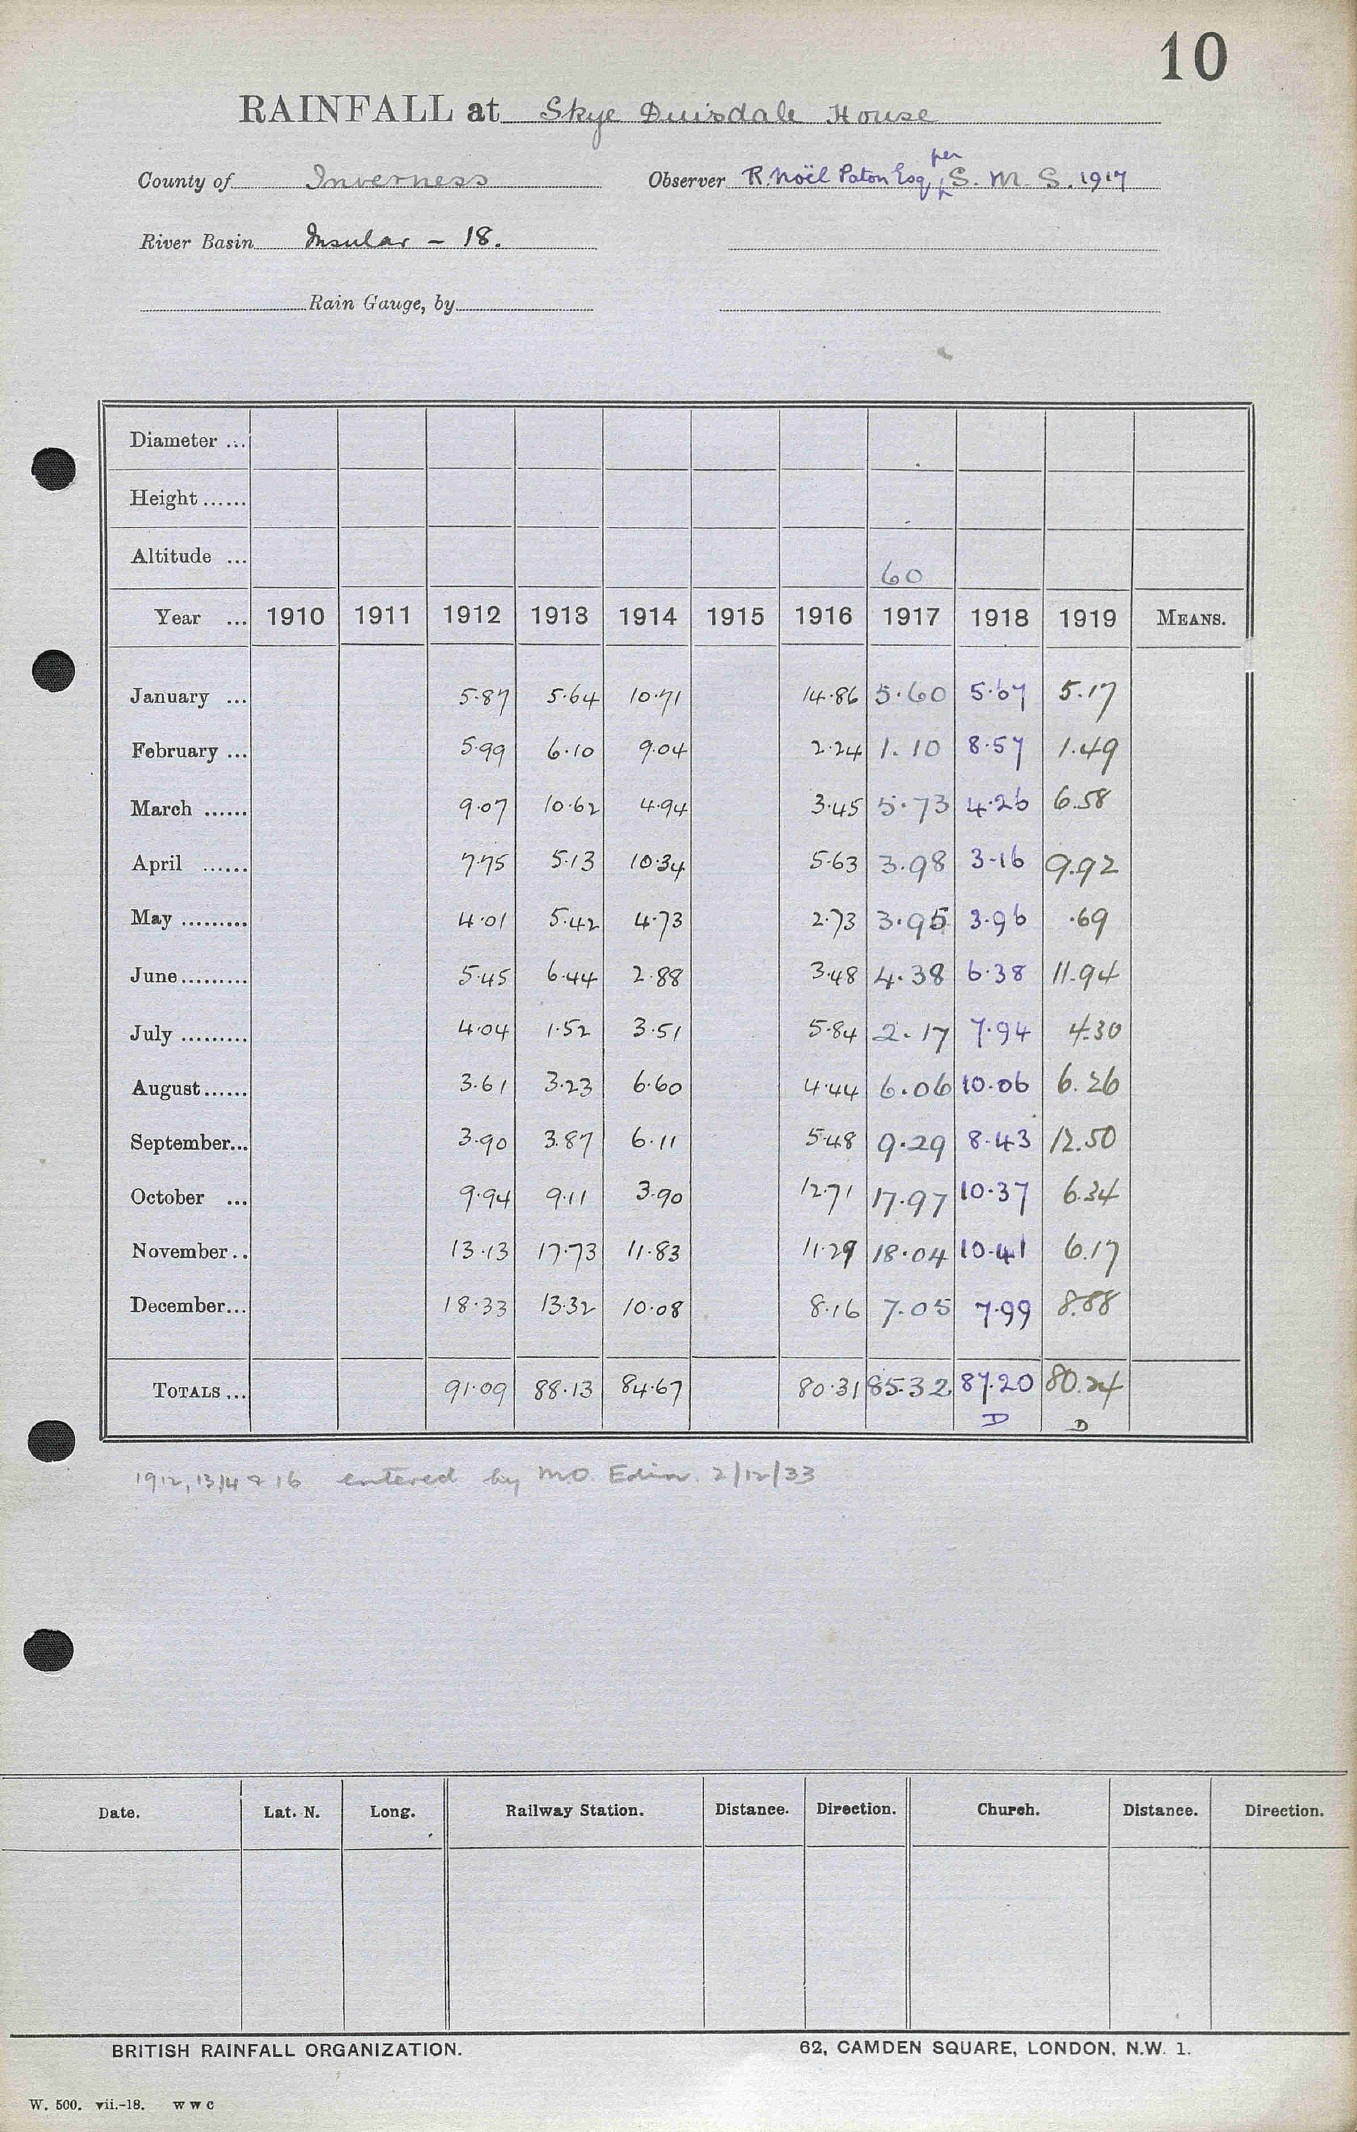 10
RAINFALL at Skye Duisdale House
County of Inverness Observer R. Noël Paton Esq per S. M. S. 1917
River Basin Insular - 18.
Rain Gauge, by
Diameter ...
Height ......
Altitude ... 60
Year ... 1910 1911 1912 1913 1914 1915 1916 1917 1918 1919 MEANS.
January ... 5.87 5.64 10.71 14.86 5.60 5.67 5.17
February ... 5.99 6.10 9.04 2.24 1.10 8.57 1.49
March ...... 9.07 10.62 4.94 3.45 5.73 4.26 6.58
April ...... 7.75 5.13 10.34 5.63 3.98 3.16 9.92
May ......... 4.01 5.42 4.73 2.73 3.95 3.96 .69
June ......... 5.45 6.44 2.88 3.48 4.38 6.38 11.94
July ......... 4.04 1.52 3.51 5.84 2.17 7.94 4.30
August ...... 3.61 3.23 6.60 4.44 6.06 10.06 6.26
September... 3.90 3.87 6.11 5.48 9.29 8.43 12.50
October ... 9.94 9.11 3.90 12.71 17.97 10.37 6.34
November .. 13.13 17.73 11.83 11.29 18.04 10.41 6.17
December... 18.33 13.32 10.08 8.16 7.05 7.99 8.88
TOTALS ... 91.09 88.13 84.67 80.31 85.32 87.20 80.24
D D
1912, 13, 14 & 16 entered by M.O. Edin. 2/12/33
Date. Lat. N. Long. Railway Station. Distance. Direction. Church. Distance. Direction.
BRITISH RAINFALL ORGANIZATION. 62, CAMDEN SQUARE, LONDON, N.W. 1.
W. 500. vii.-18. W W C